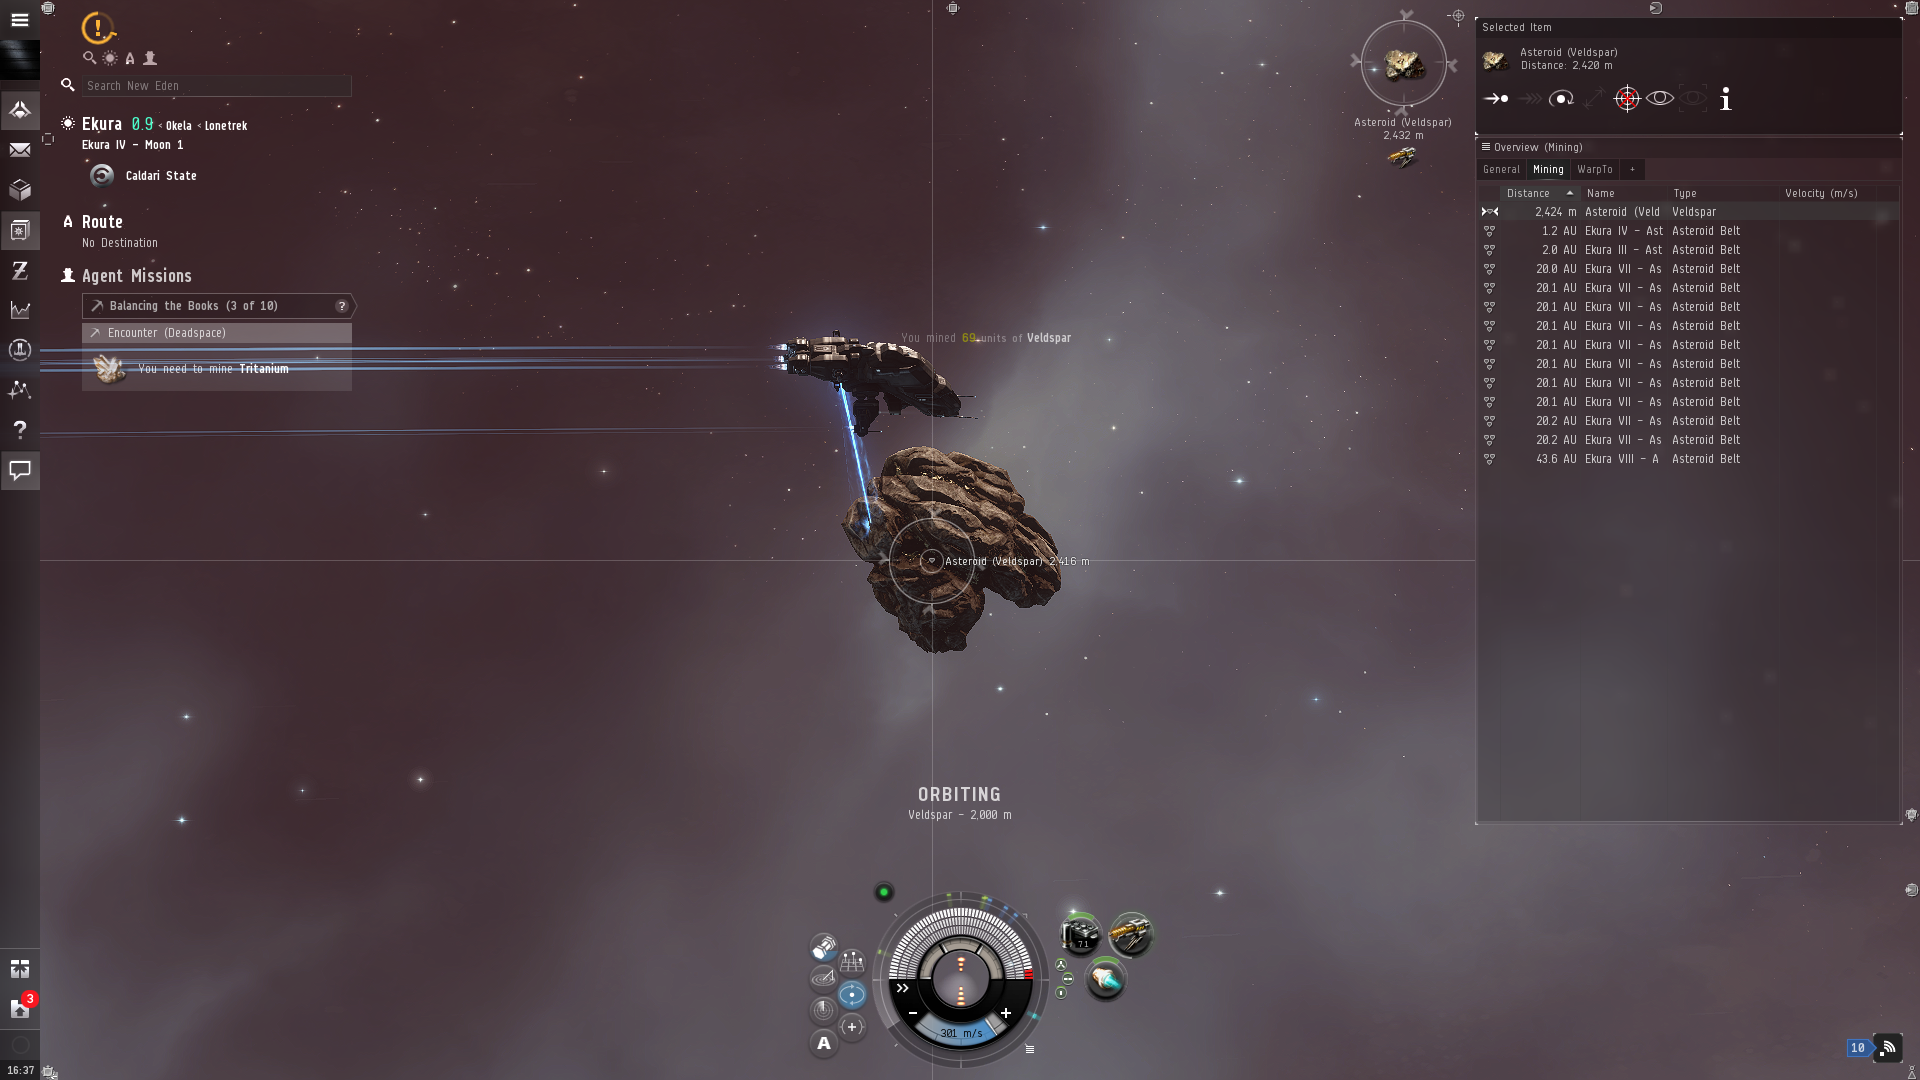 Search New Eden
Ekura 0.9 < Okela < Lonetrek
Ekura IV - Moon 1
Caldari State
Route
No Destination
Agent Missions
Balancing the Books (3 of 10)
?
Encounter (Deadspace)
You need to mine Tritanium
3
16:37
You mined 69 units of Veldspar
Asteroid (Veldspar) 2,416 m
ORBITING
Veldspar - 2,000 m
301 m/s
A
71
Asteroid (Veldspar)
2,432 m
Selected Item
Asteroid (Veldspar)
Distance: 2,420 m
Overview (Mining)
General Mining WarpTo +
Distance Name Type Velocity (m/s)
2,424 m Asteroid (Veld Veldspar
1.2 AU Ekura IV - Ast Asteroid Belt
2.0 AU Ekura III - Ast Asteroid Belt
20.0 AU Ekura VII - As Asteroid Belt
20.1 AU Ekura VII - As Asteroid Belt
20.1 AU Ekura VII - As Asteroid Belt
20.1 AU Ekura VII - As Asteroid Belt
20.1 AU Ekura VII - As Asteroid Belt
20.1 AU Ekura VII - As Asteroid Belt
20.1 AU Ekura VII - As Asteroid Belt
20.1 AU Ekura VII - As Asteroid Belt
20.2 AU Ekura VII - As Asteroid Belt
20.2 AU Ekura VII - As Asteroid Belt
43.6 AU Ekura VIII - A Asteroid Belt
10